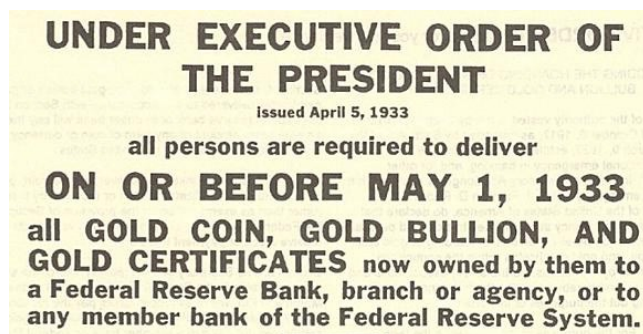 UNDER EXECUTIVE ORDER OF
THE PRESIDENT
issued April 5, 1933
all persons are required to deliver
ON OR BEFORE MAY 1, 1933
all GOLD COIN, GOLD BULLION, AND
GOLD CERTIFICATES now owned by them to
a Federal Reserve Bank, branch or agency, or to
any member bank of the Federal Reserve System.